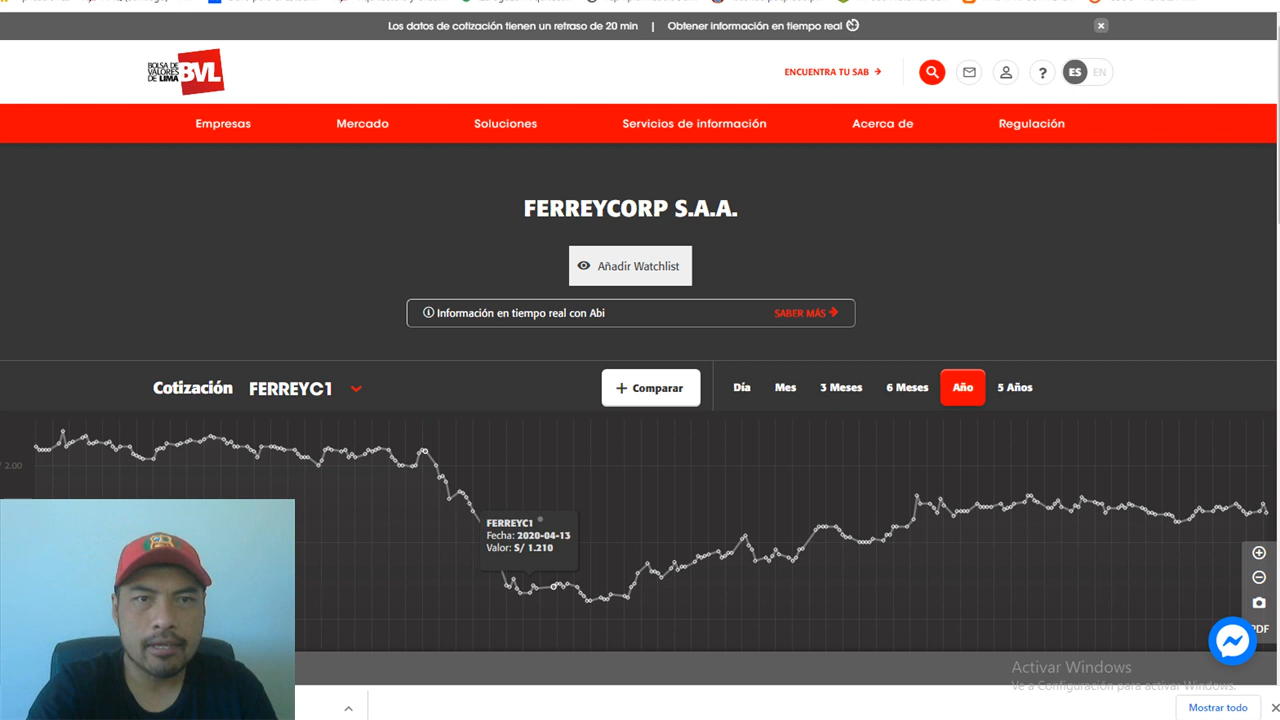 Los datos de cotización tienen un retraso de 20 min | Obtener información en tiempo real
BOLSA DE
VALORES
DE LIMA
BVL
ENCUENTRA TU SAB
?
ES
EN
Empresas
Mercado
Soluciones
Servicios de información
Acerca de
Regulación
FERREYCORP S.A.A.
Añadir Watchlist
Información en tiempo real con Abi
SABER MÁS
Cotización
FERREYC1
+ Comparar
Día
Mes
3 Meses
6 Meses
Año
5 Años
2.00
FERREYC1
Fecha: 2020-04-13
Valor: S/ 1.210
PDF
Activar Windows
Ve a Configuración para activar Windows.
Mostrar todo